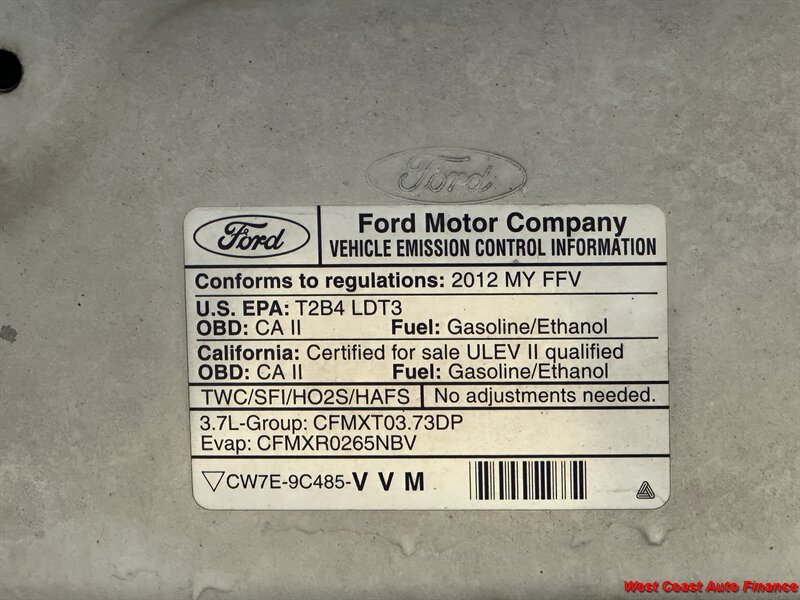 Ford
Ford
Ford Motor Company
VEHICLE EMISSION CONTROL INFORMATION
Conforms to regulations: 2012 MY FFV
U.S. EPA: T2B4 LDT3
OBD: CA II Fuel: Gasoline/Ethanol
California: Certified for sale ULEV II qualified
OBD: CA II Fuel: Gasoline/Ethanol
TWC/SFI/HO2S/HAFS No adjustments needed.
3.7L-Group: CFMXT03.73DP
Evap: CFMXR0265NBV
CW7E-9C485-V V M
West Coast Auto Finance